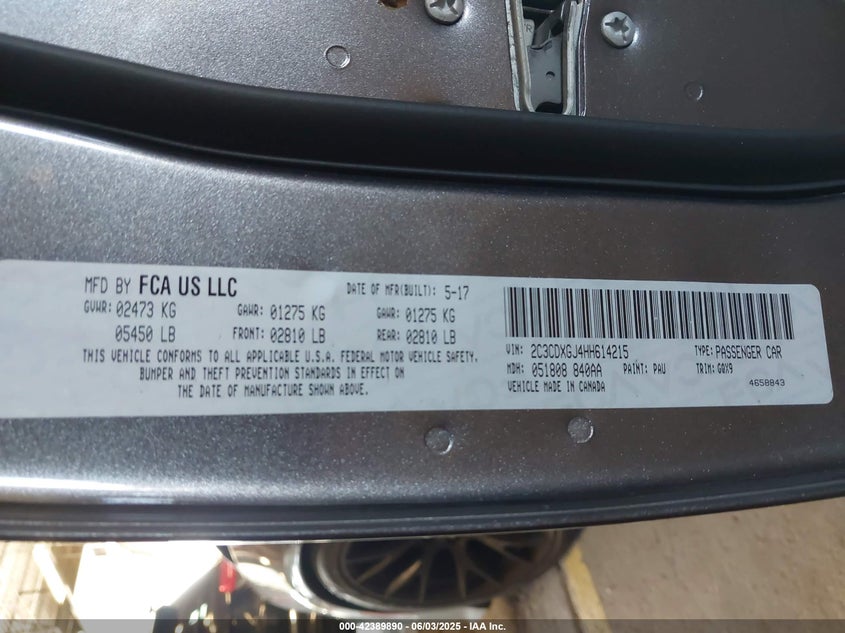 MFD BY FCA US LLC
DATE OF MFR(BUILT): 5-17
GVWR: 02473 KG
GAWR: 01275 KG
GAWR: 01275 KG
05450 LB
FRONT: 02810 LB
REAR: 02810 LB
THIS VEHICLE CONFORMS TO ALL APPLICABLE U.S.A. FEDERAL MOTOR VEHICLE SAFETY,
BUMPER AND THEFT PREVENTION STANDARDS IN EFFECT ON
THE DATE OF MANUFACTURE SHOWN ABOVE.
VIN: 2C3CDXGJ4HH614215
TYPE: PASSENGER CAR
MDH: 051808 840AA
PAINT: PAU
TRIM: GRX9
VEHICLE MADE IN CANADA
4658843
000-42389890 - 06/03/2025 - IAA Inc.